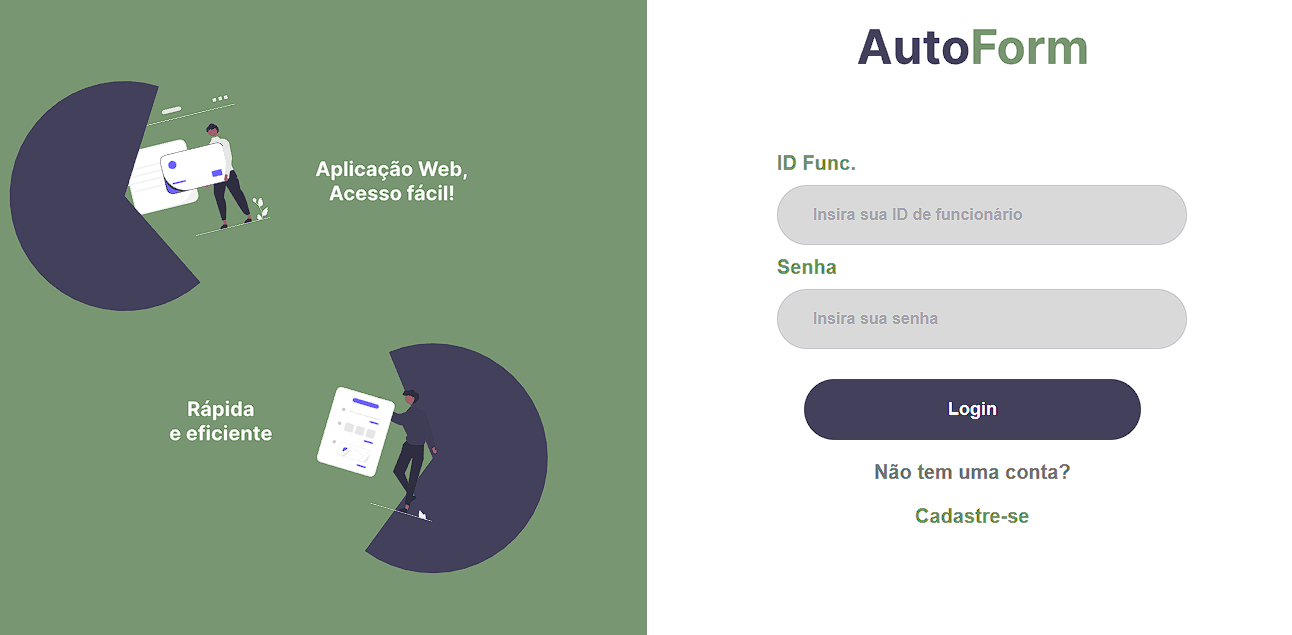 Aplicação Web,
Acesso fácil!
Rápida
e eficiente
AutoForm
ID Func.
Insira sua ID de funcionário
Senha
Insira sua senha
Login
Não tem uma conta?
Cadastre-se